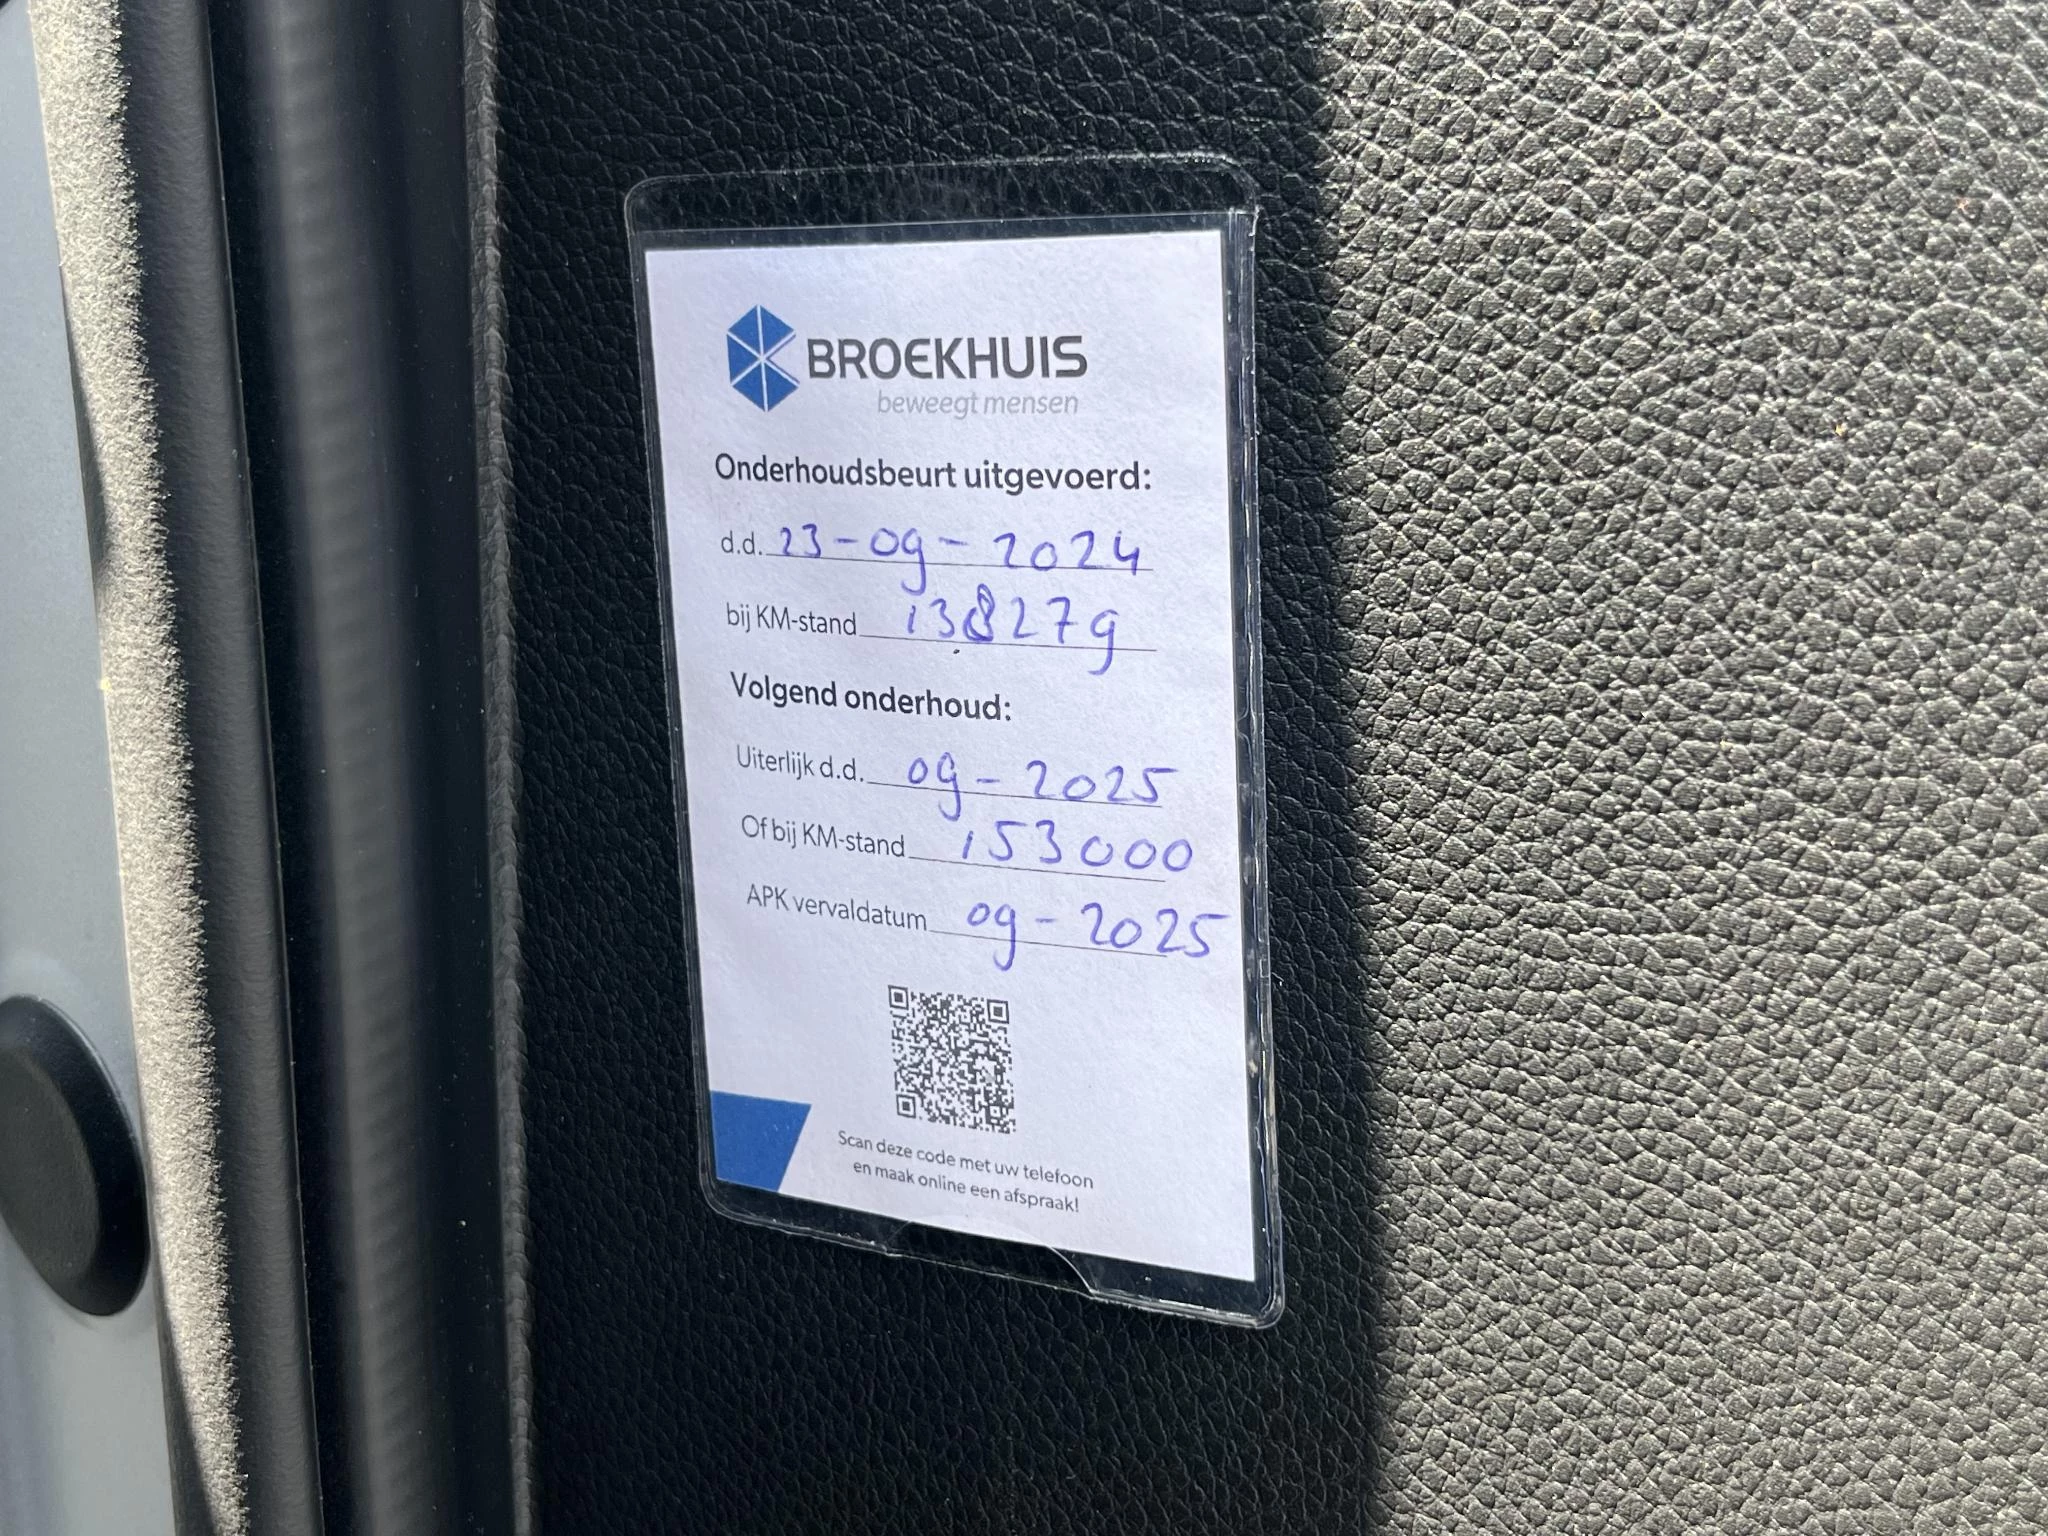 BROEKHUIS
beweegt mensen
Onderhoudsbeurt uitgevoerd:
d.d. 23-09-2024
bij KM-stand 138279
Volgend onderhoud:
Uiterlijk d.d. 09-2025
Of bij KM-stand 153000
APK vervaldatum 09-2025
Scan deze code met uw telefoon
en maak online een afspraak!